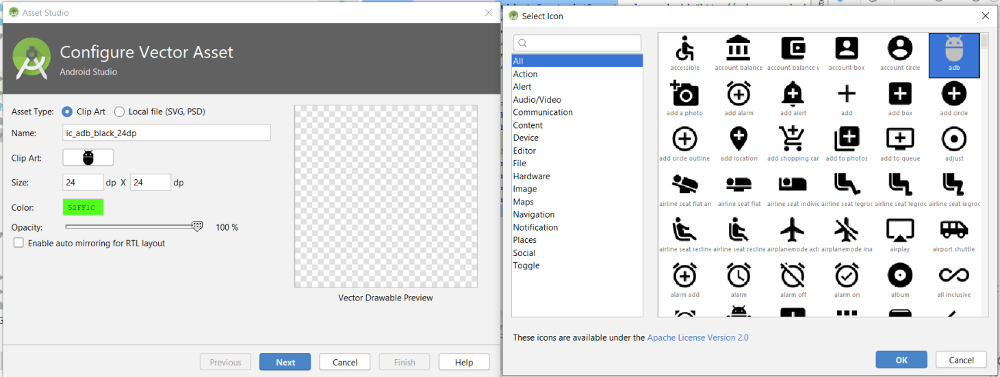 Asset Studio
Configure Vector Asset
Android Studio
Asset Type: Clip Art Local file (SVG, PSD)
Name: ic_adb_black_24dp
Clip Art:
Size: 24 dp X 24 dp
Color: 52FF1C
Opacity: 100 %
Enable auto mirroring for RTL layout
Vector Drawable Preview
Previous Next Cancel Finish Help
Select Icon
All
Action
Alert
Audio/Video
Communication
Content
Device
Editor
File
Hardware
Image
Maps
Navigation
Notification
Places
Social
Toggle
accessible account balance account balance w account box account circle adb
add a photo add alarm add alert add add box add circle
add circle outline add location add shopping car add to photos add to queue adjust
airline seat flat an airline seat flat airline seat individ airline seat legroo airline seat legroo airline seat legroo
airline seat recline airline seat recline airplanemode acti airplanemode ina airplay airport shuttle
alarm add alarm alarm off alarm on album all inclusive
These icons are available under the Apache License Version 2.0
OK Cancel